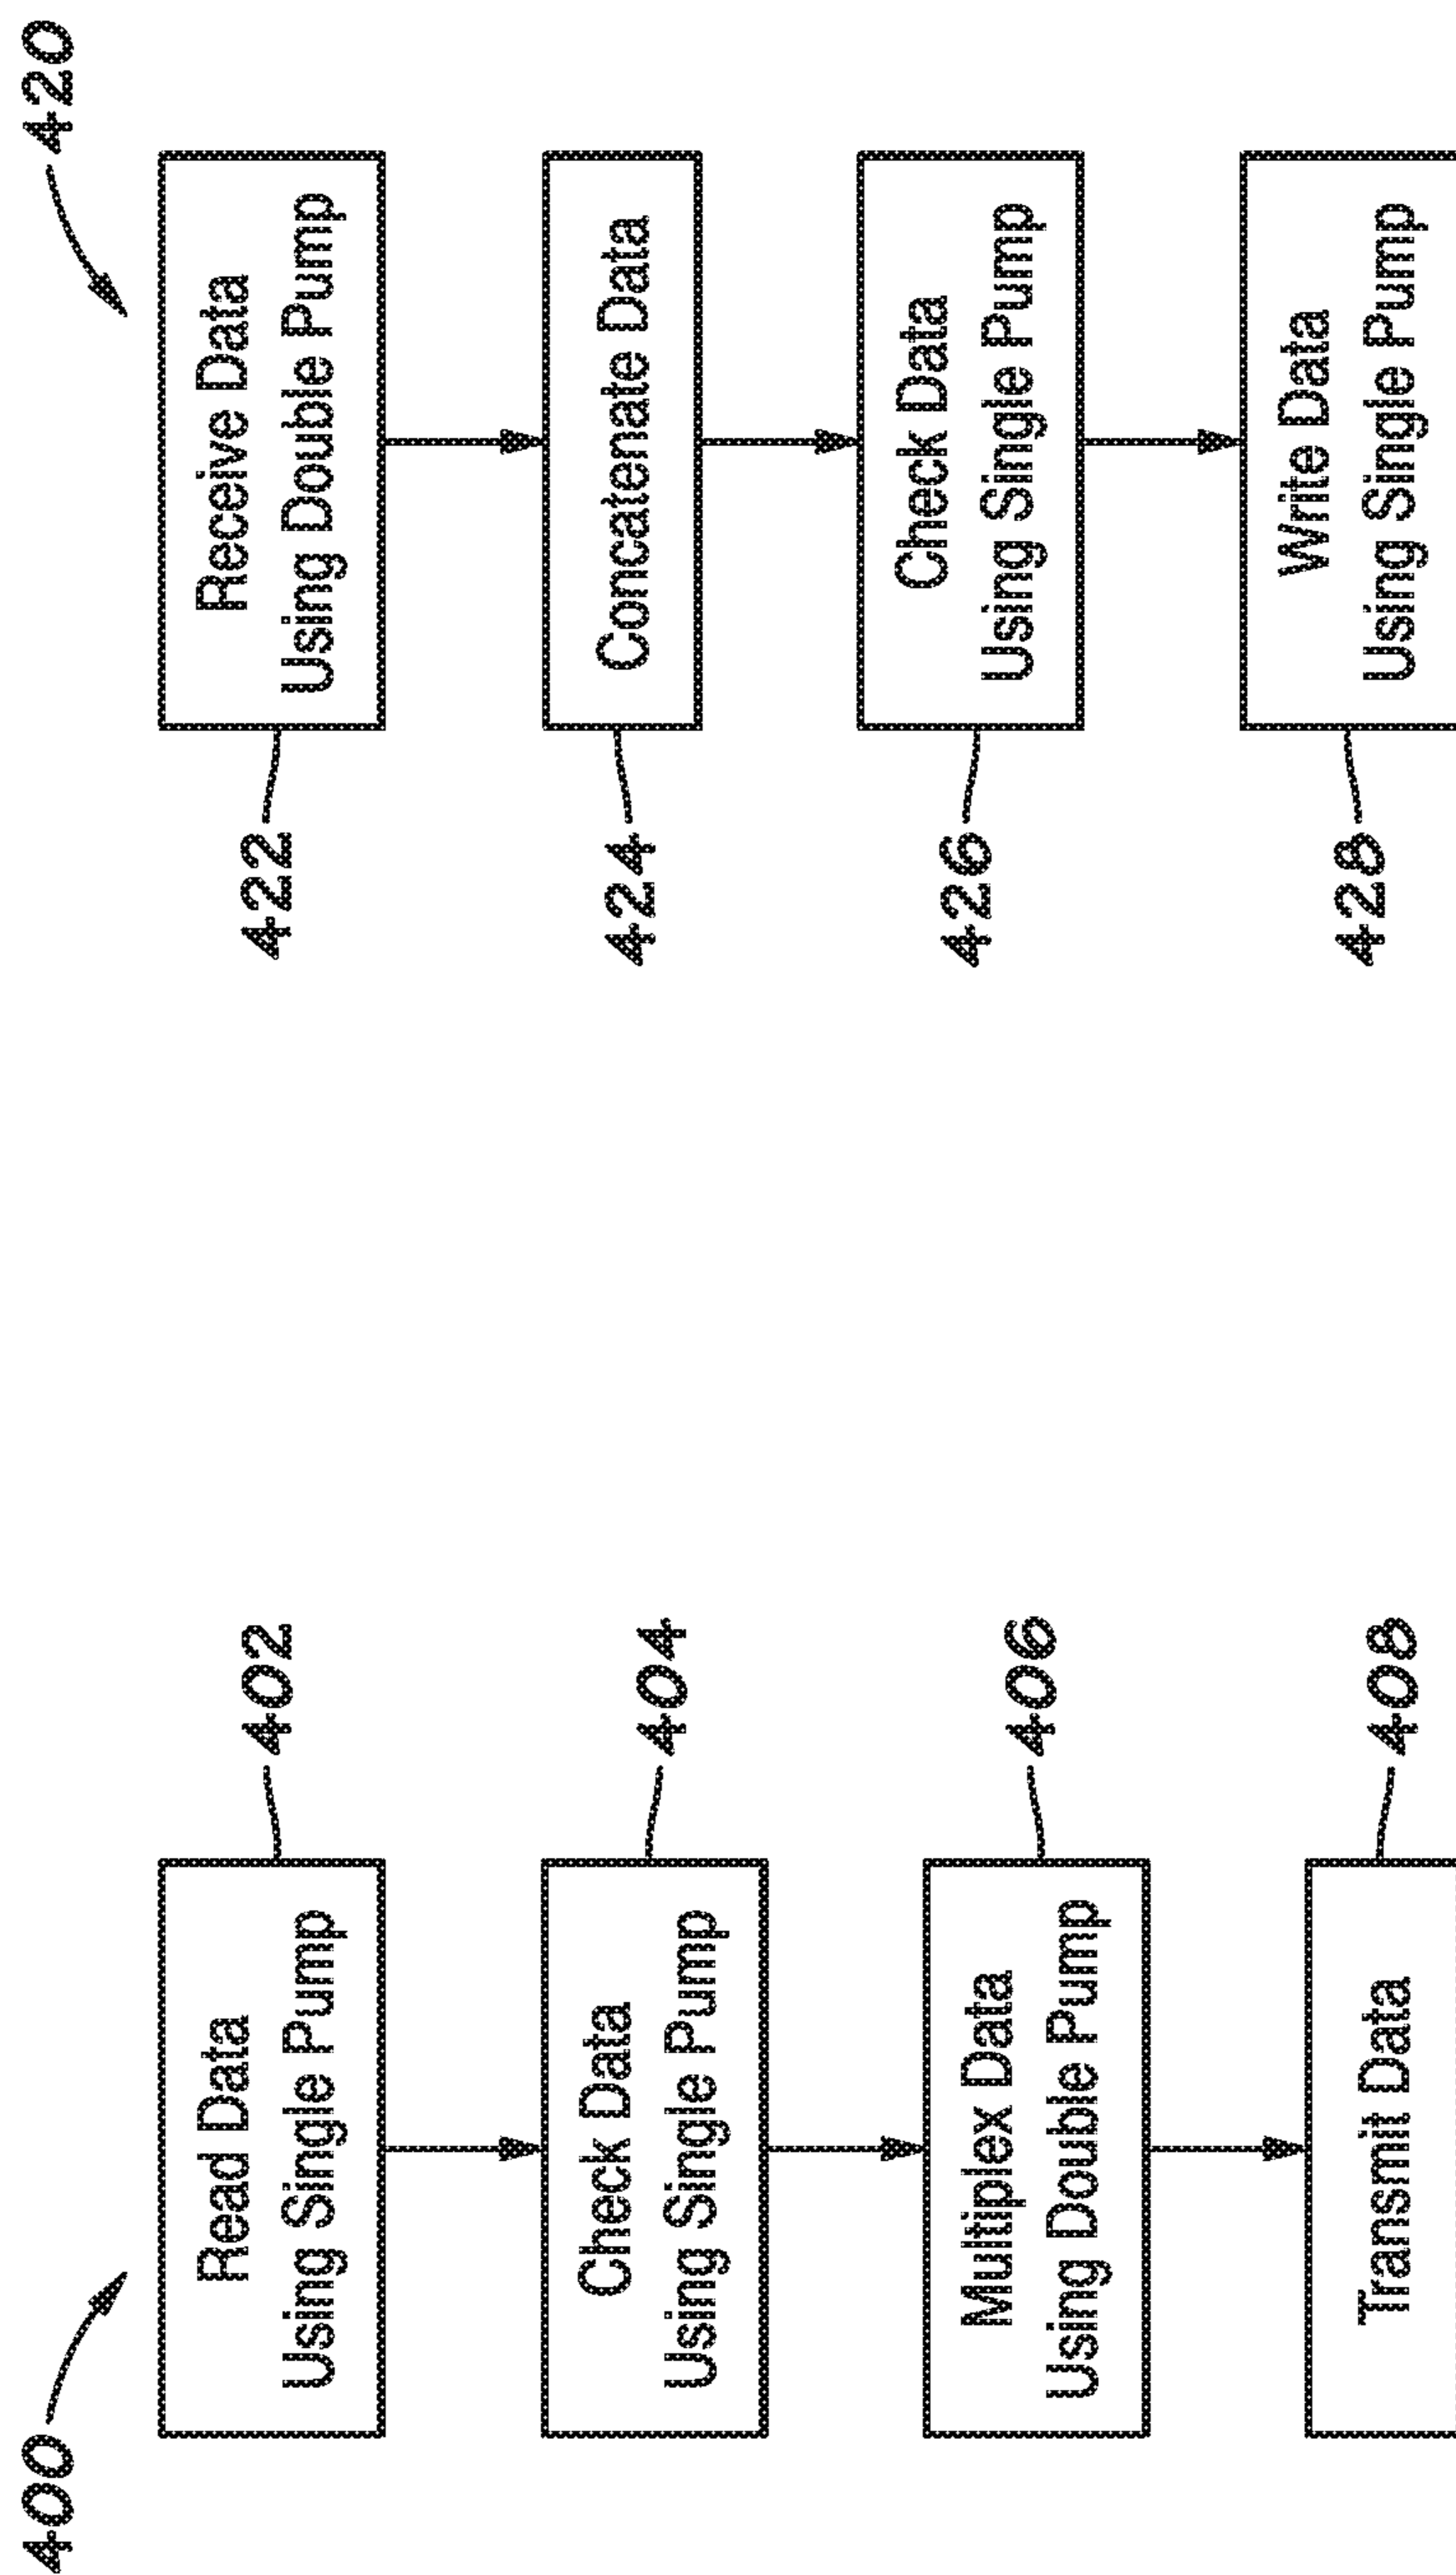 400
Read Data
Using Single Pump
402
Check Data
Using Single Pump
404
Multiplex Data
Using Double Pump
406
Transmit Data
408
420
Receive Data
Using Double Pump
422
Concatenate Data
424
Check Data
Using Single Pump
426
Write Data
Using Single Pump
428